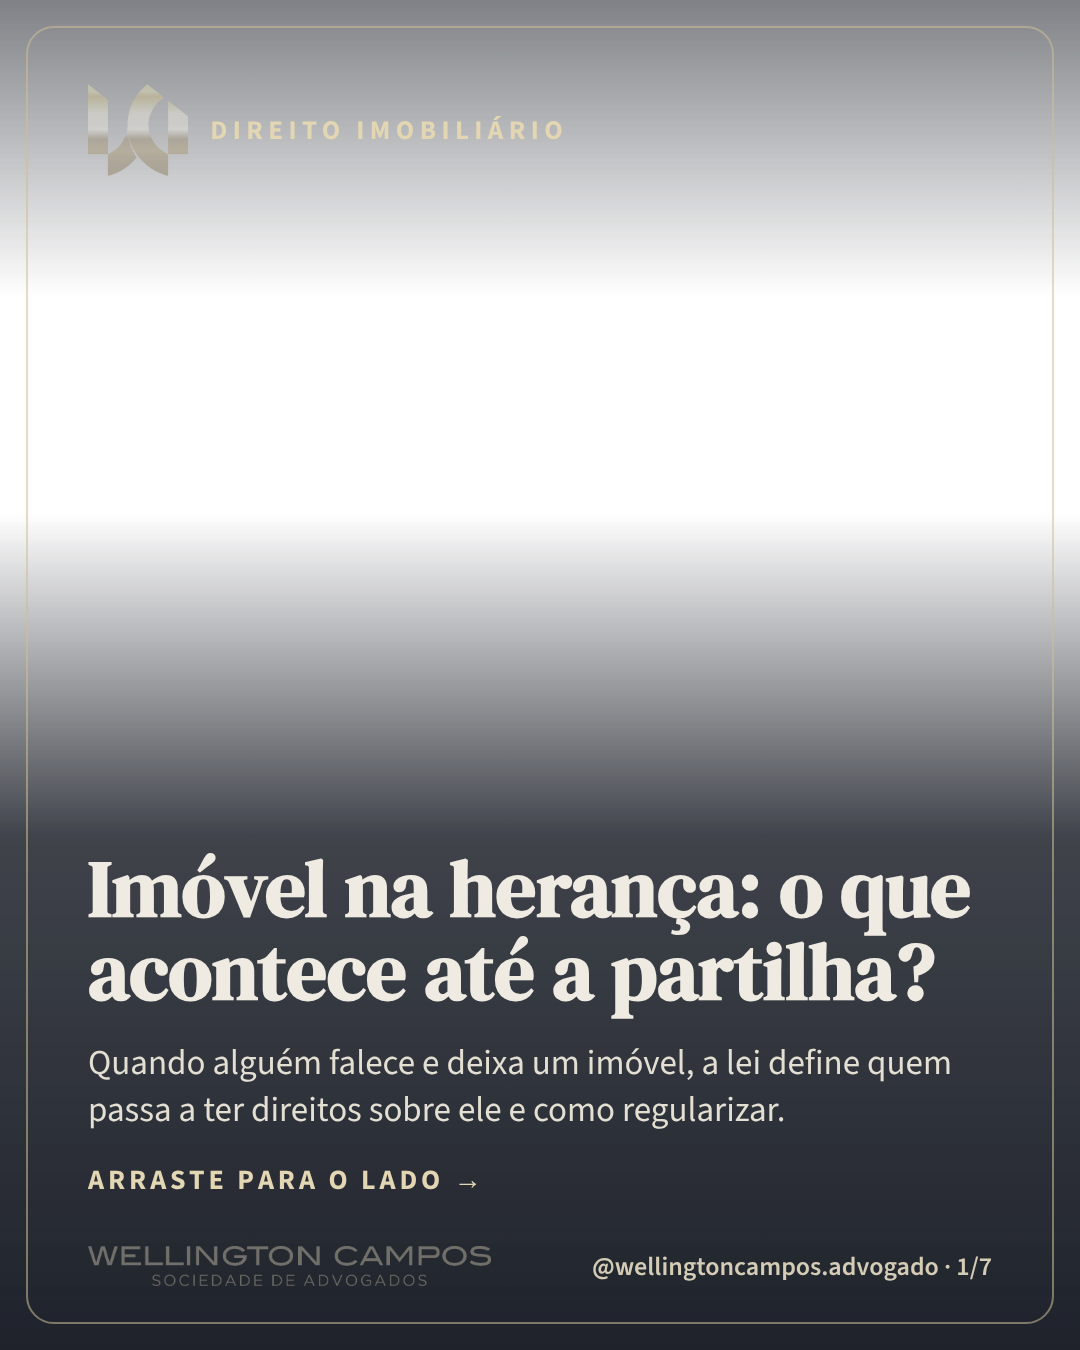 DIREITO IMOBILIÁRIO
Imóvel na herança: o que
acontece até a partilha?
Quando alguém falece e deixa um imóvel, a lei define quem
passa a ter direitos sobre ele e como regularizar.
ARRASTE PARA O LADO →
WELLINGTON CAMPOS
SOCIEDADE DE ADVOGADOS
@wellingtoncampos.advogado · 1/7